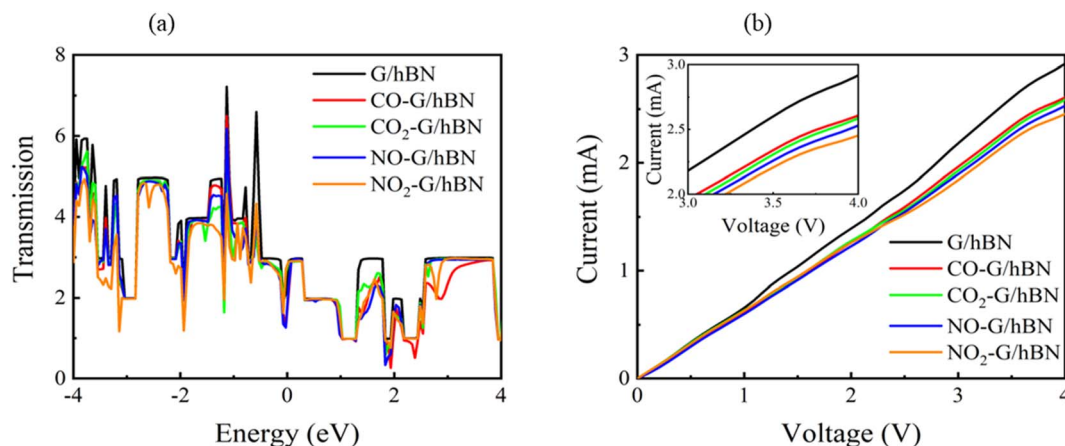 (a)
Transmission
8
6
4
2
0
-4
-2
0
2
4
Energy (eV)
G/hBN
CO-G/hBN
CO₂-G/hBN
NO-G/hBN
NO₂-G/hBN
(b)
Current (mA)
3
2
1
0
0
1
2
3
4
Voltage (V)
Current (mA)
3.0
2.5
2.0
3.0
3.5
4.0
Voltage (V)
G/hBN
CO-G/hBN
CO₂-G/hBN
NO-G/hBN
NO₂-G/hBN